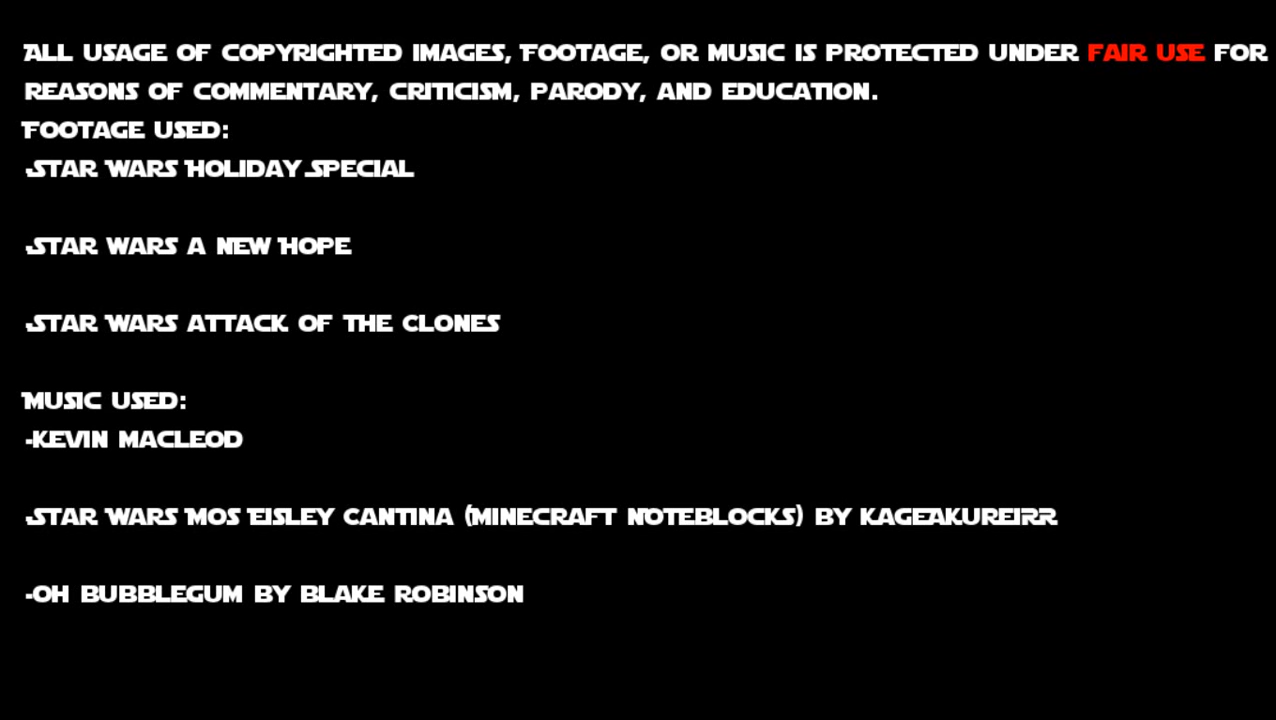 All usage of copyrighted images, Footage, or music is protected under fair use for
reasons of commentary, criticism, parody, and education.
Footage used:
-Star Wars Holiday Special
-Star wars a new Hope
-Star Wars attack of the clones
Music used:
-kevin macleod
-Star Wars Mos Eisley cantina (minecraft Noteblocks) by kageAkureirr
-oh bubblegum by blake robinson